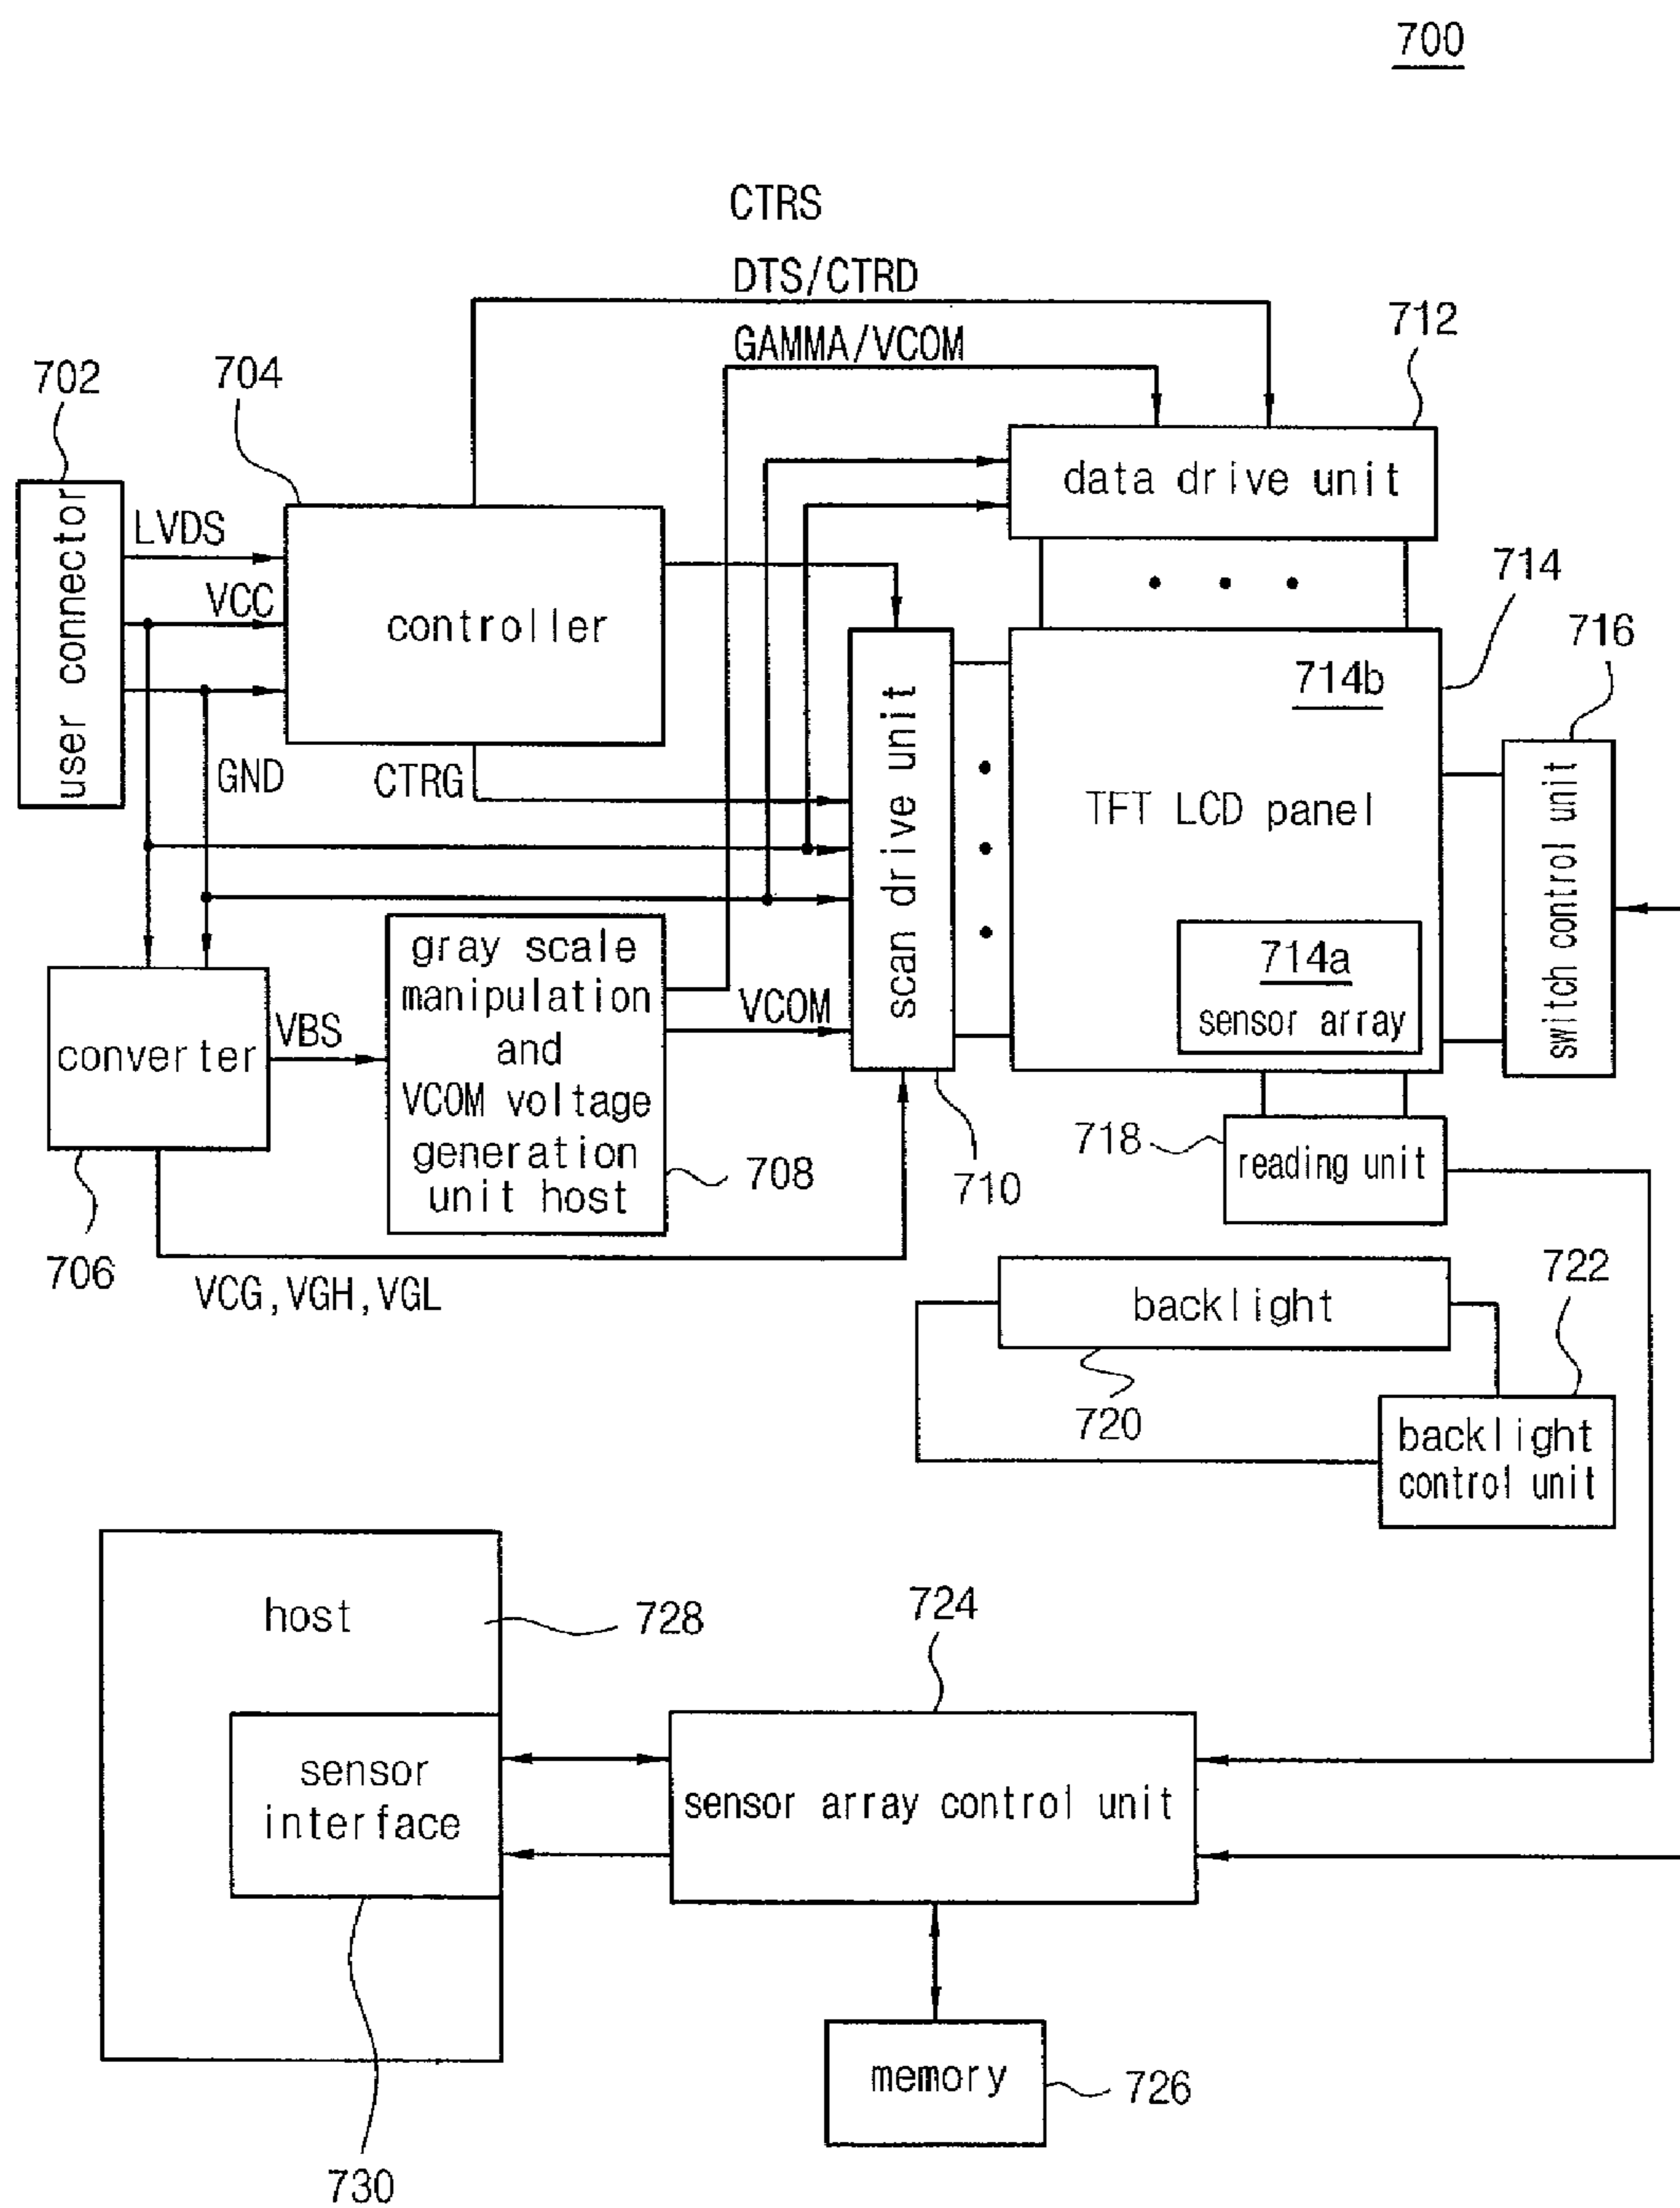 700
CTRS
DTS/CTRD
GAMMA/VCOM
712
702
704
user connector
LVDS
VCC
GND
controller
CTRG
data drive unit
714
716
scan drive unit
714b
TFT LCD panel
714a
sensor array
switch control unit
converter
VBS
gray scale
manipulation
and
VCOM voltage
generation
unit host
VCOM
708
710
718
reading unit
706
VCG, VGH, VGL
backlight
720
722
backlight
control unit
host
728
724
sensor
interface
sensor array control unit
memory
726
730